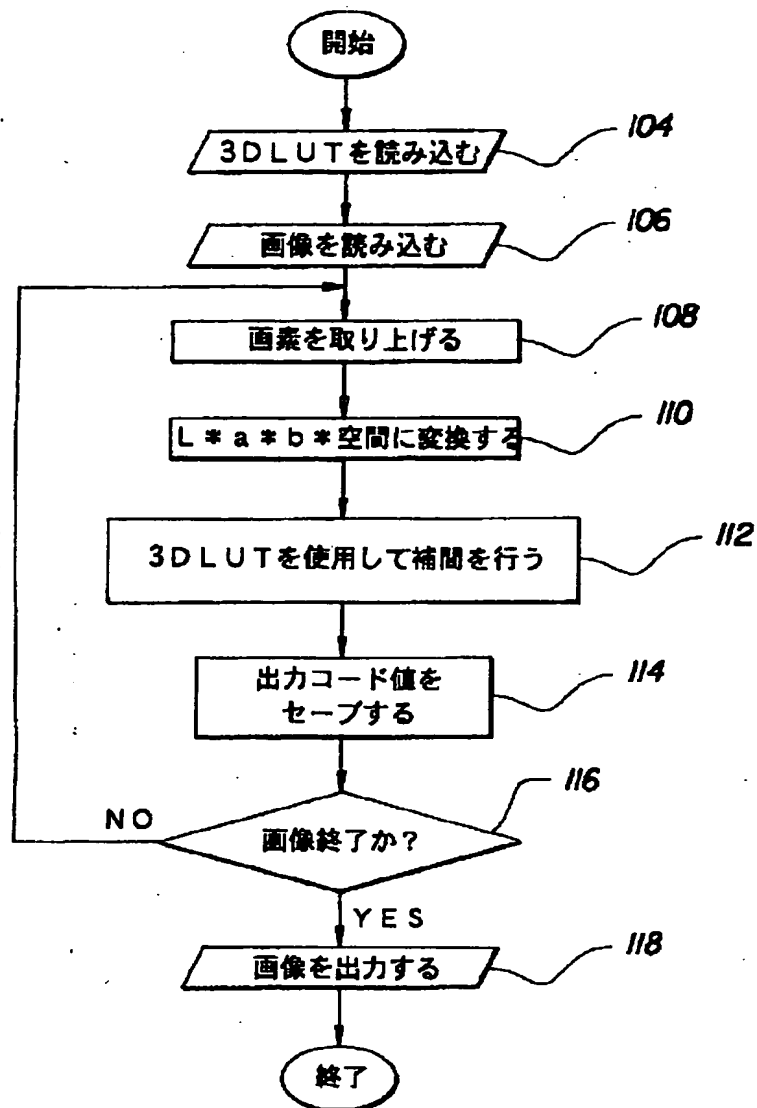 開始
3DLUTを読み込む
104
画像を読み込む
106
画素を取り上げる
108
L*a*b*空間に変換する
110
3DLUTを使用して補間を行う
112
出力コード値を
セーブする
114
画像終了か?
116
NO
YES
画像を出力する
118
終了